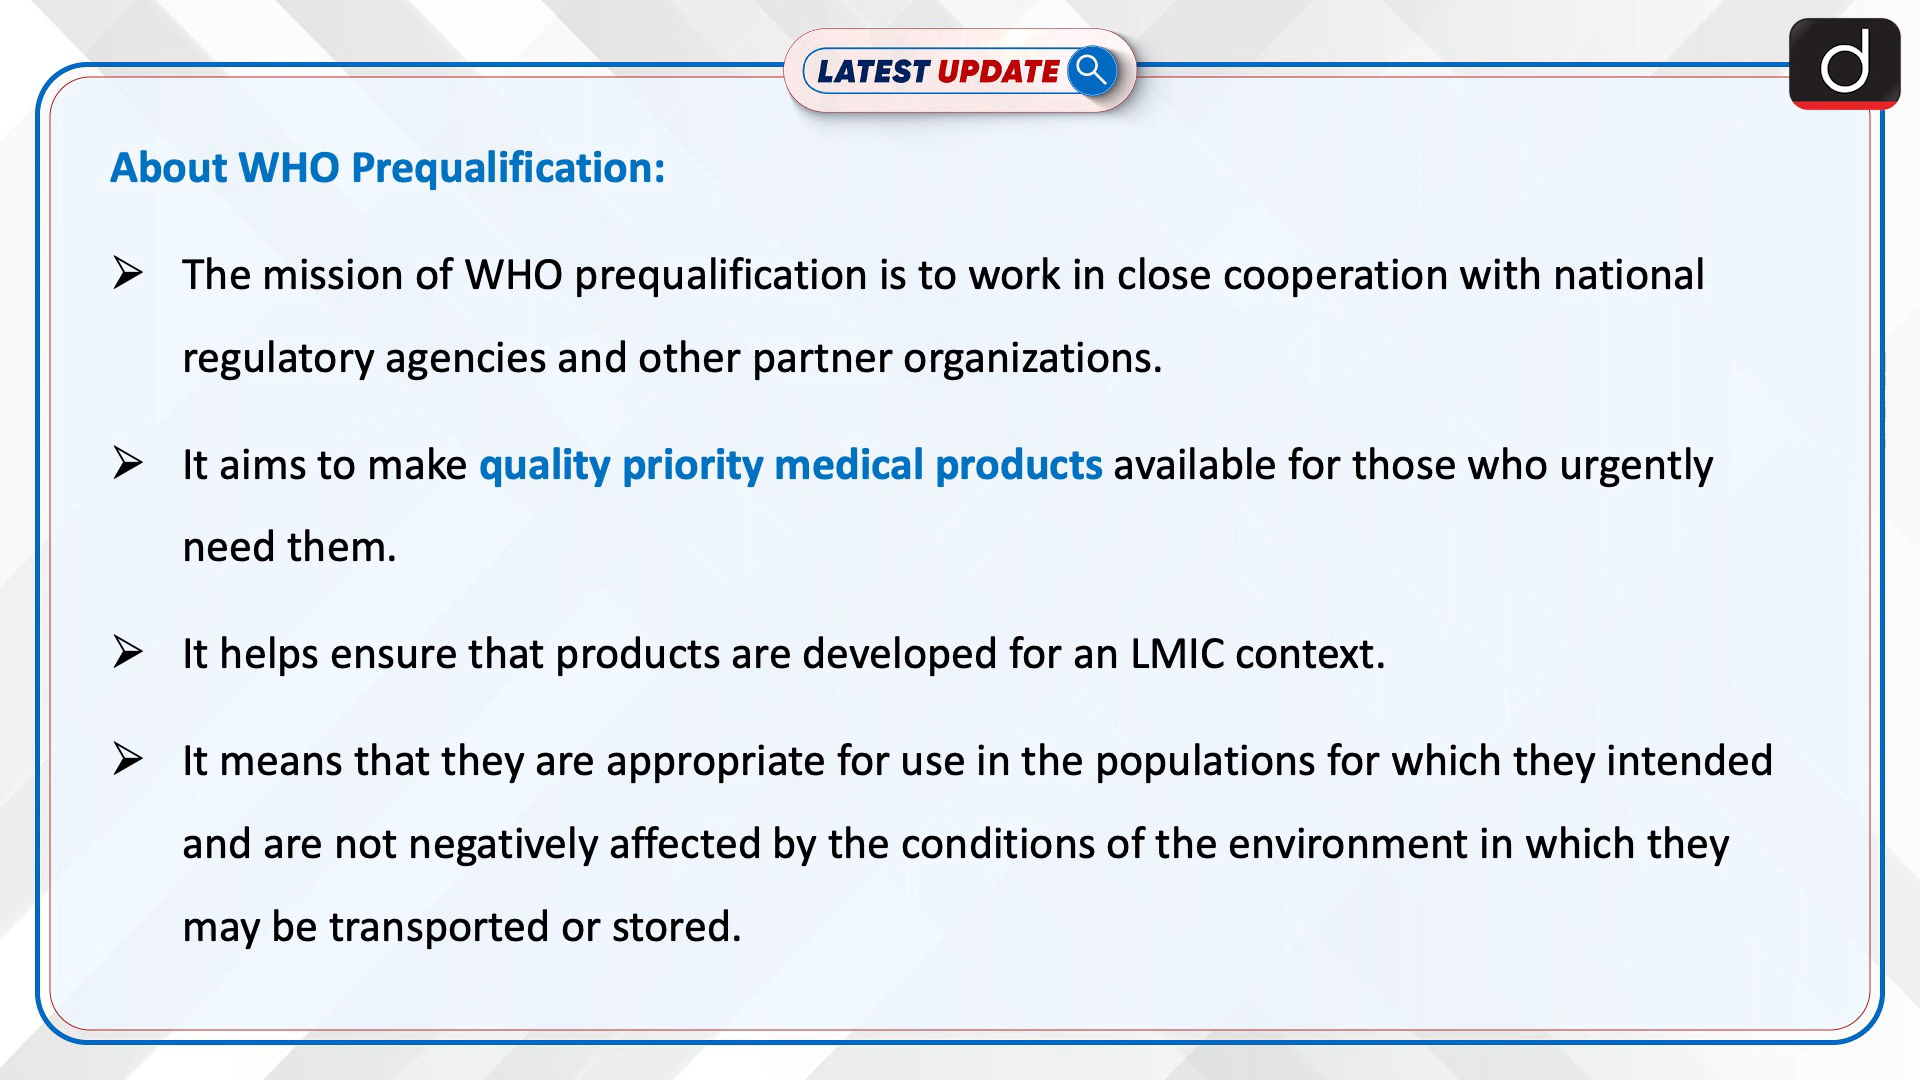 LATEST UPDATE
d
About WHO Prequalification:
➢ The mission of WHO prequalification is to work in close cooperation with national
regulatory agencies and other partner organizations.
➢ It aims to make quality priority medical products available for those who urgently
need them.
➢ It helps ensure that products are developed for an LMIC context.
➢ It means that they are appropriate for use in the populations for which they intended
and are not negatively affected by the conditions of the environment in which they
may be transported or stored.